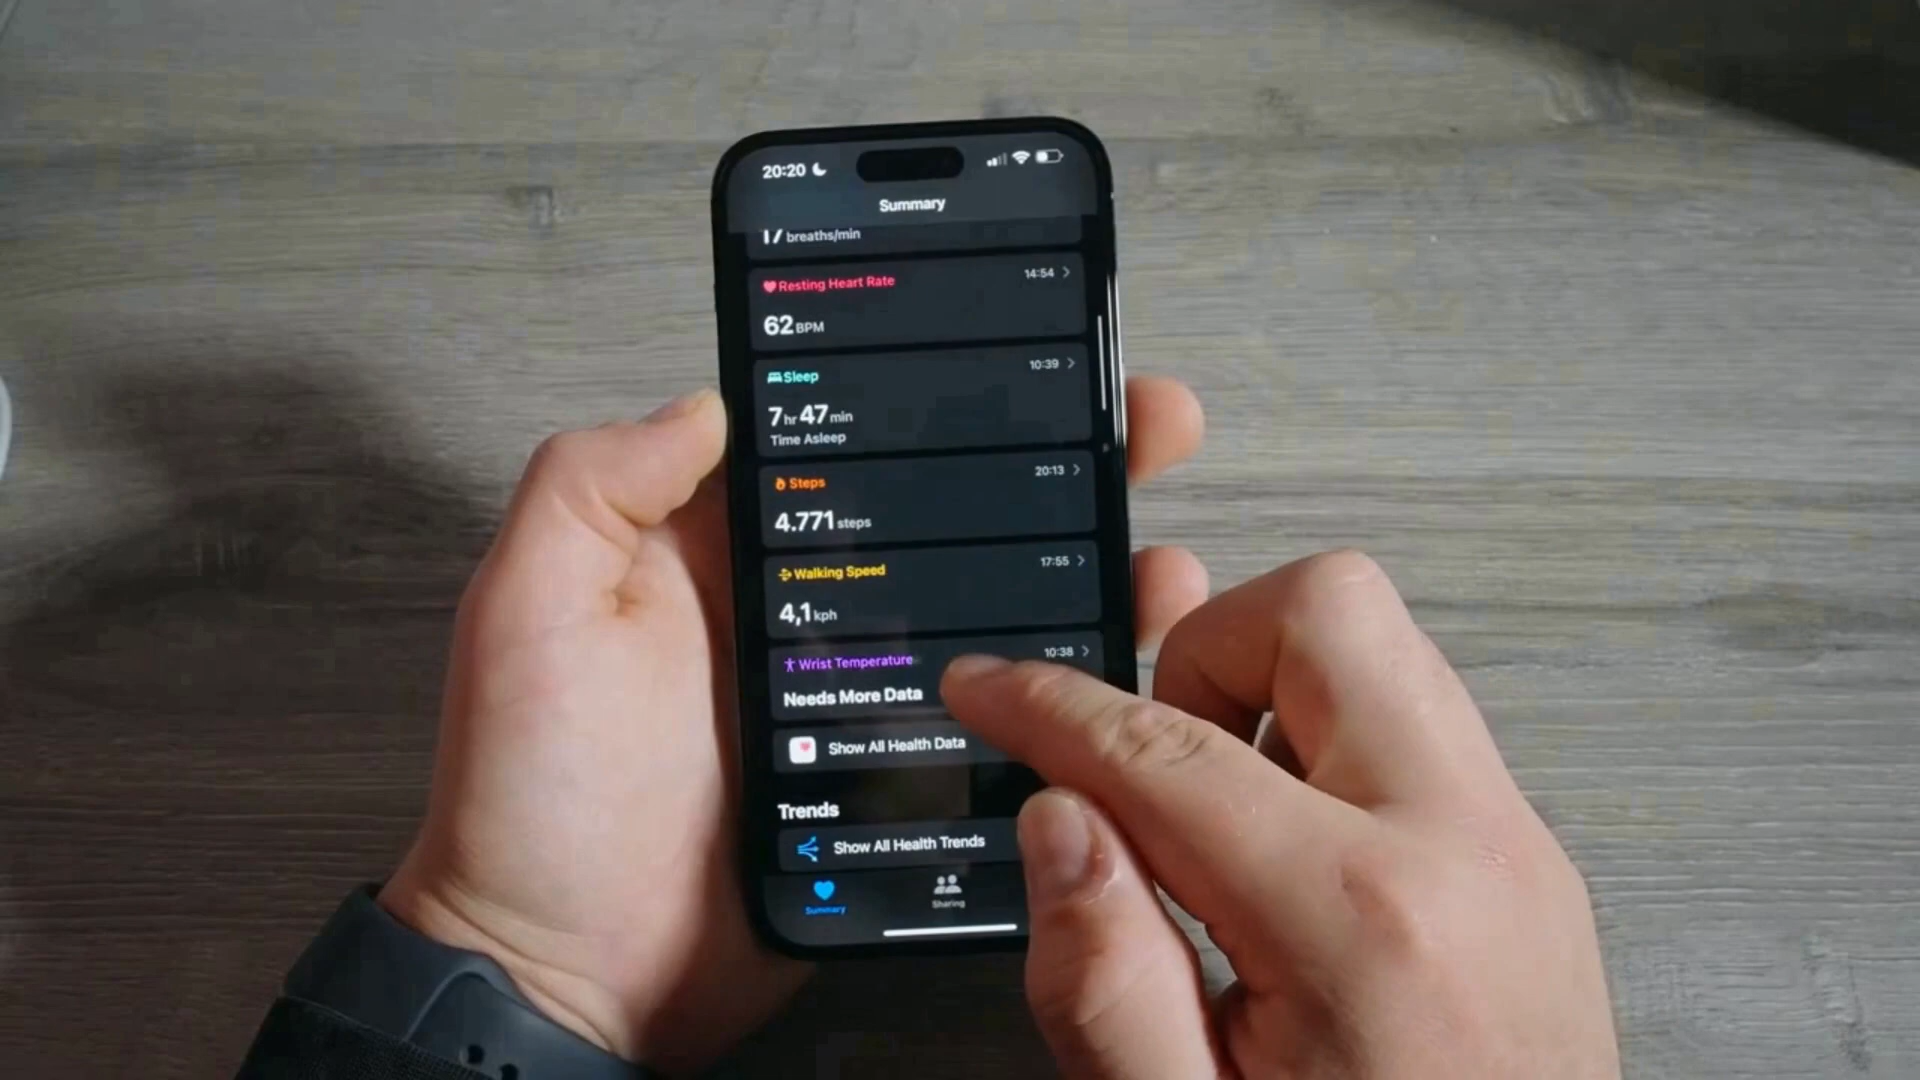 20:20
Summary
17 breaths/min
Resting Heart Rate 14:54
62 BPM
Sleep 10:39
7 hr 47 min
Time Asleep
Steps 20:13
4.771 steps
Walking Speed 17:55
4,1 kph
Wrist Temperature 10:38
Needs More Data
Show All Health Data
Trends
Show All Health Trends
Summary Sharing